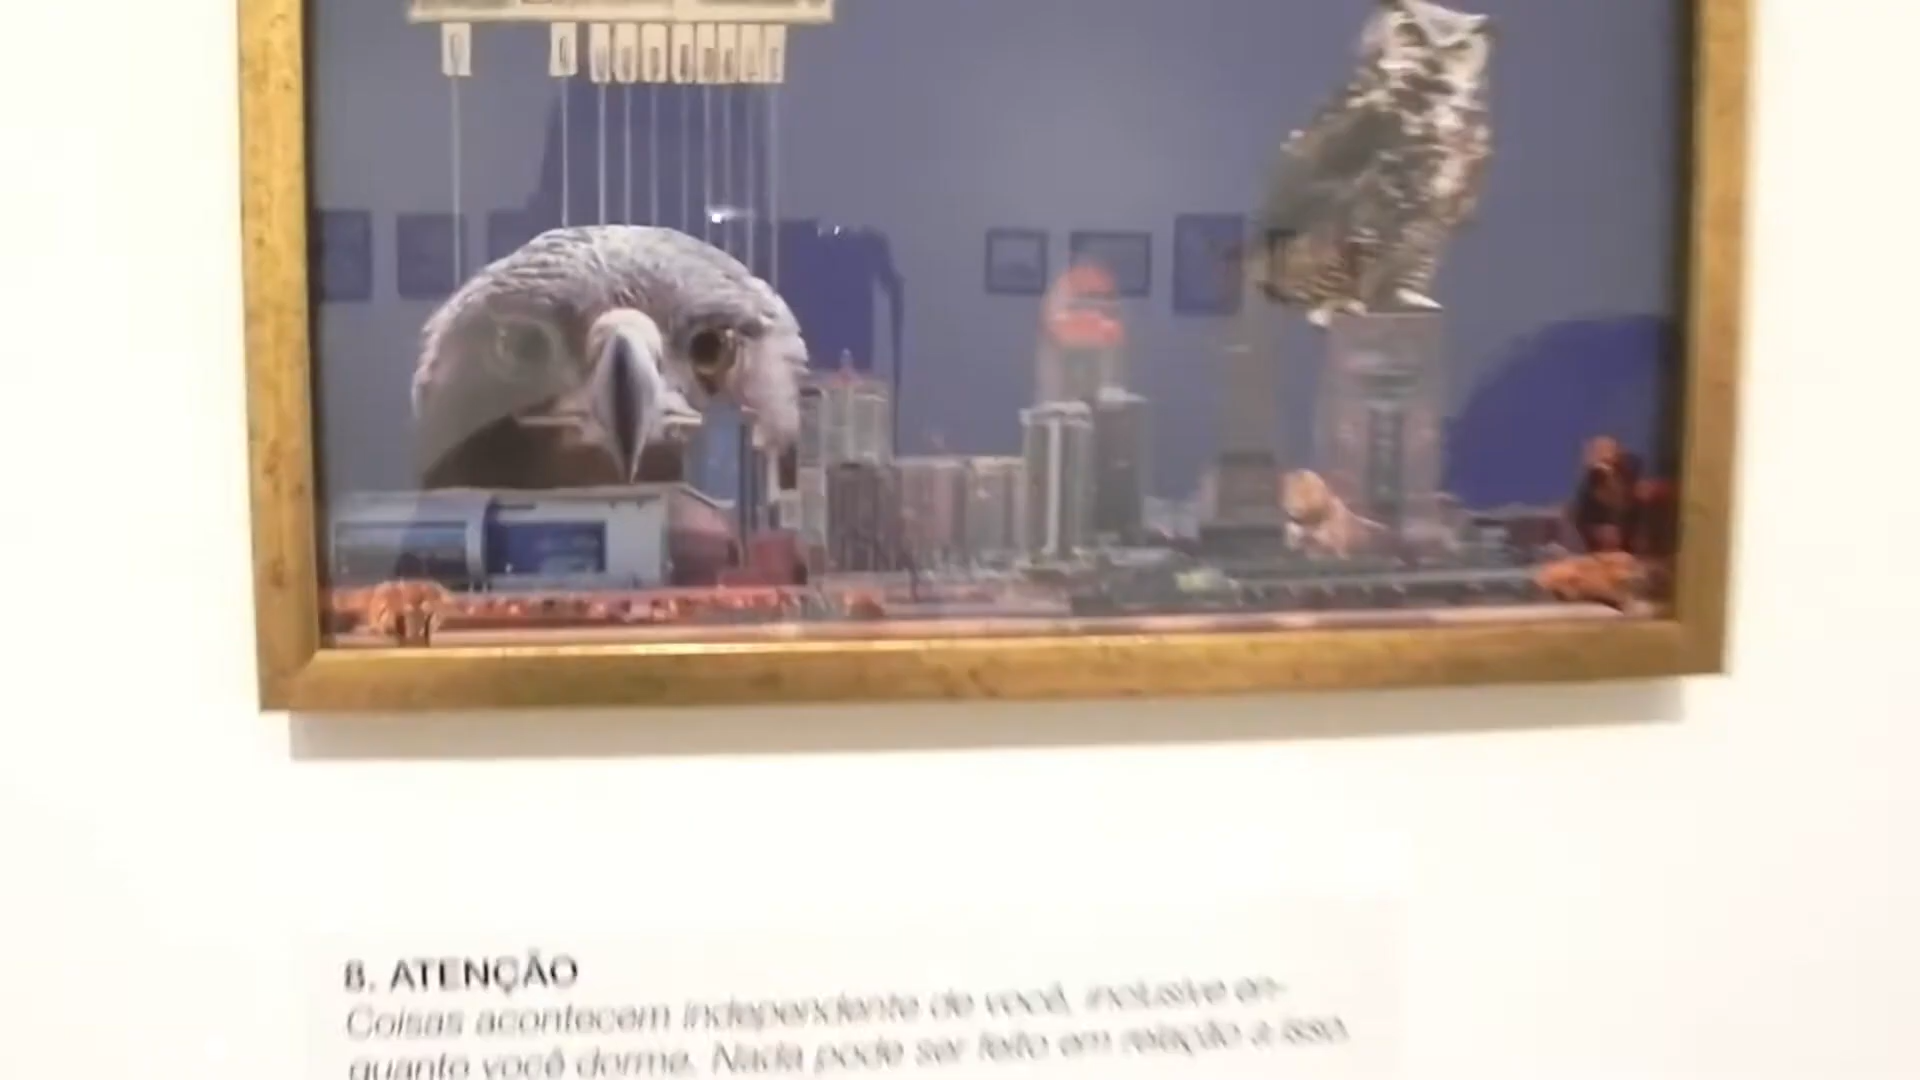 8. ATENÇÃO
Coisas acontecem independente de você, inclusive en-
quanto você dorme. Nada pode ser feito em relação a isso.